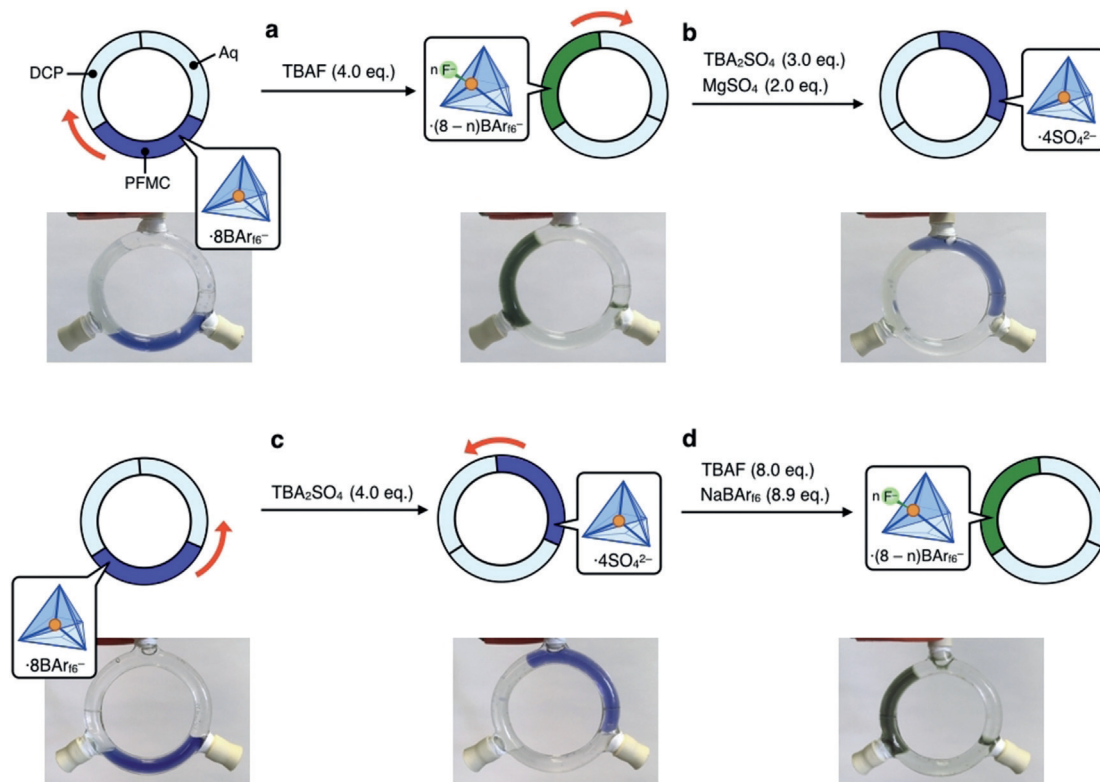 a
b
DCP
Aq
TBAF (4.0 eq.)
n F⁻
·(8 – n)BArf6⁻
TBA₂SO₄ (3.0 eq.)
MgSO₄ (2.0 eq.)
·4SO₄²⁻
PFMC
·8BArf6⁻
c
d
TBA₂SO₄ (4.0 eq.)
·4SO₄²⁻
TBAF (8.0 eq.)
NaBArf6 (8.9 eq.)
n F⁻
·(8 – n)BArf6⁻
·8BArf6⁻